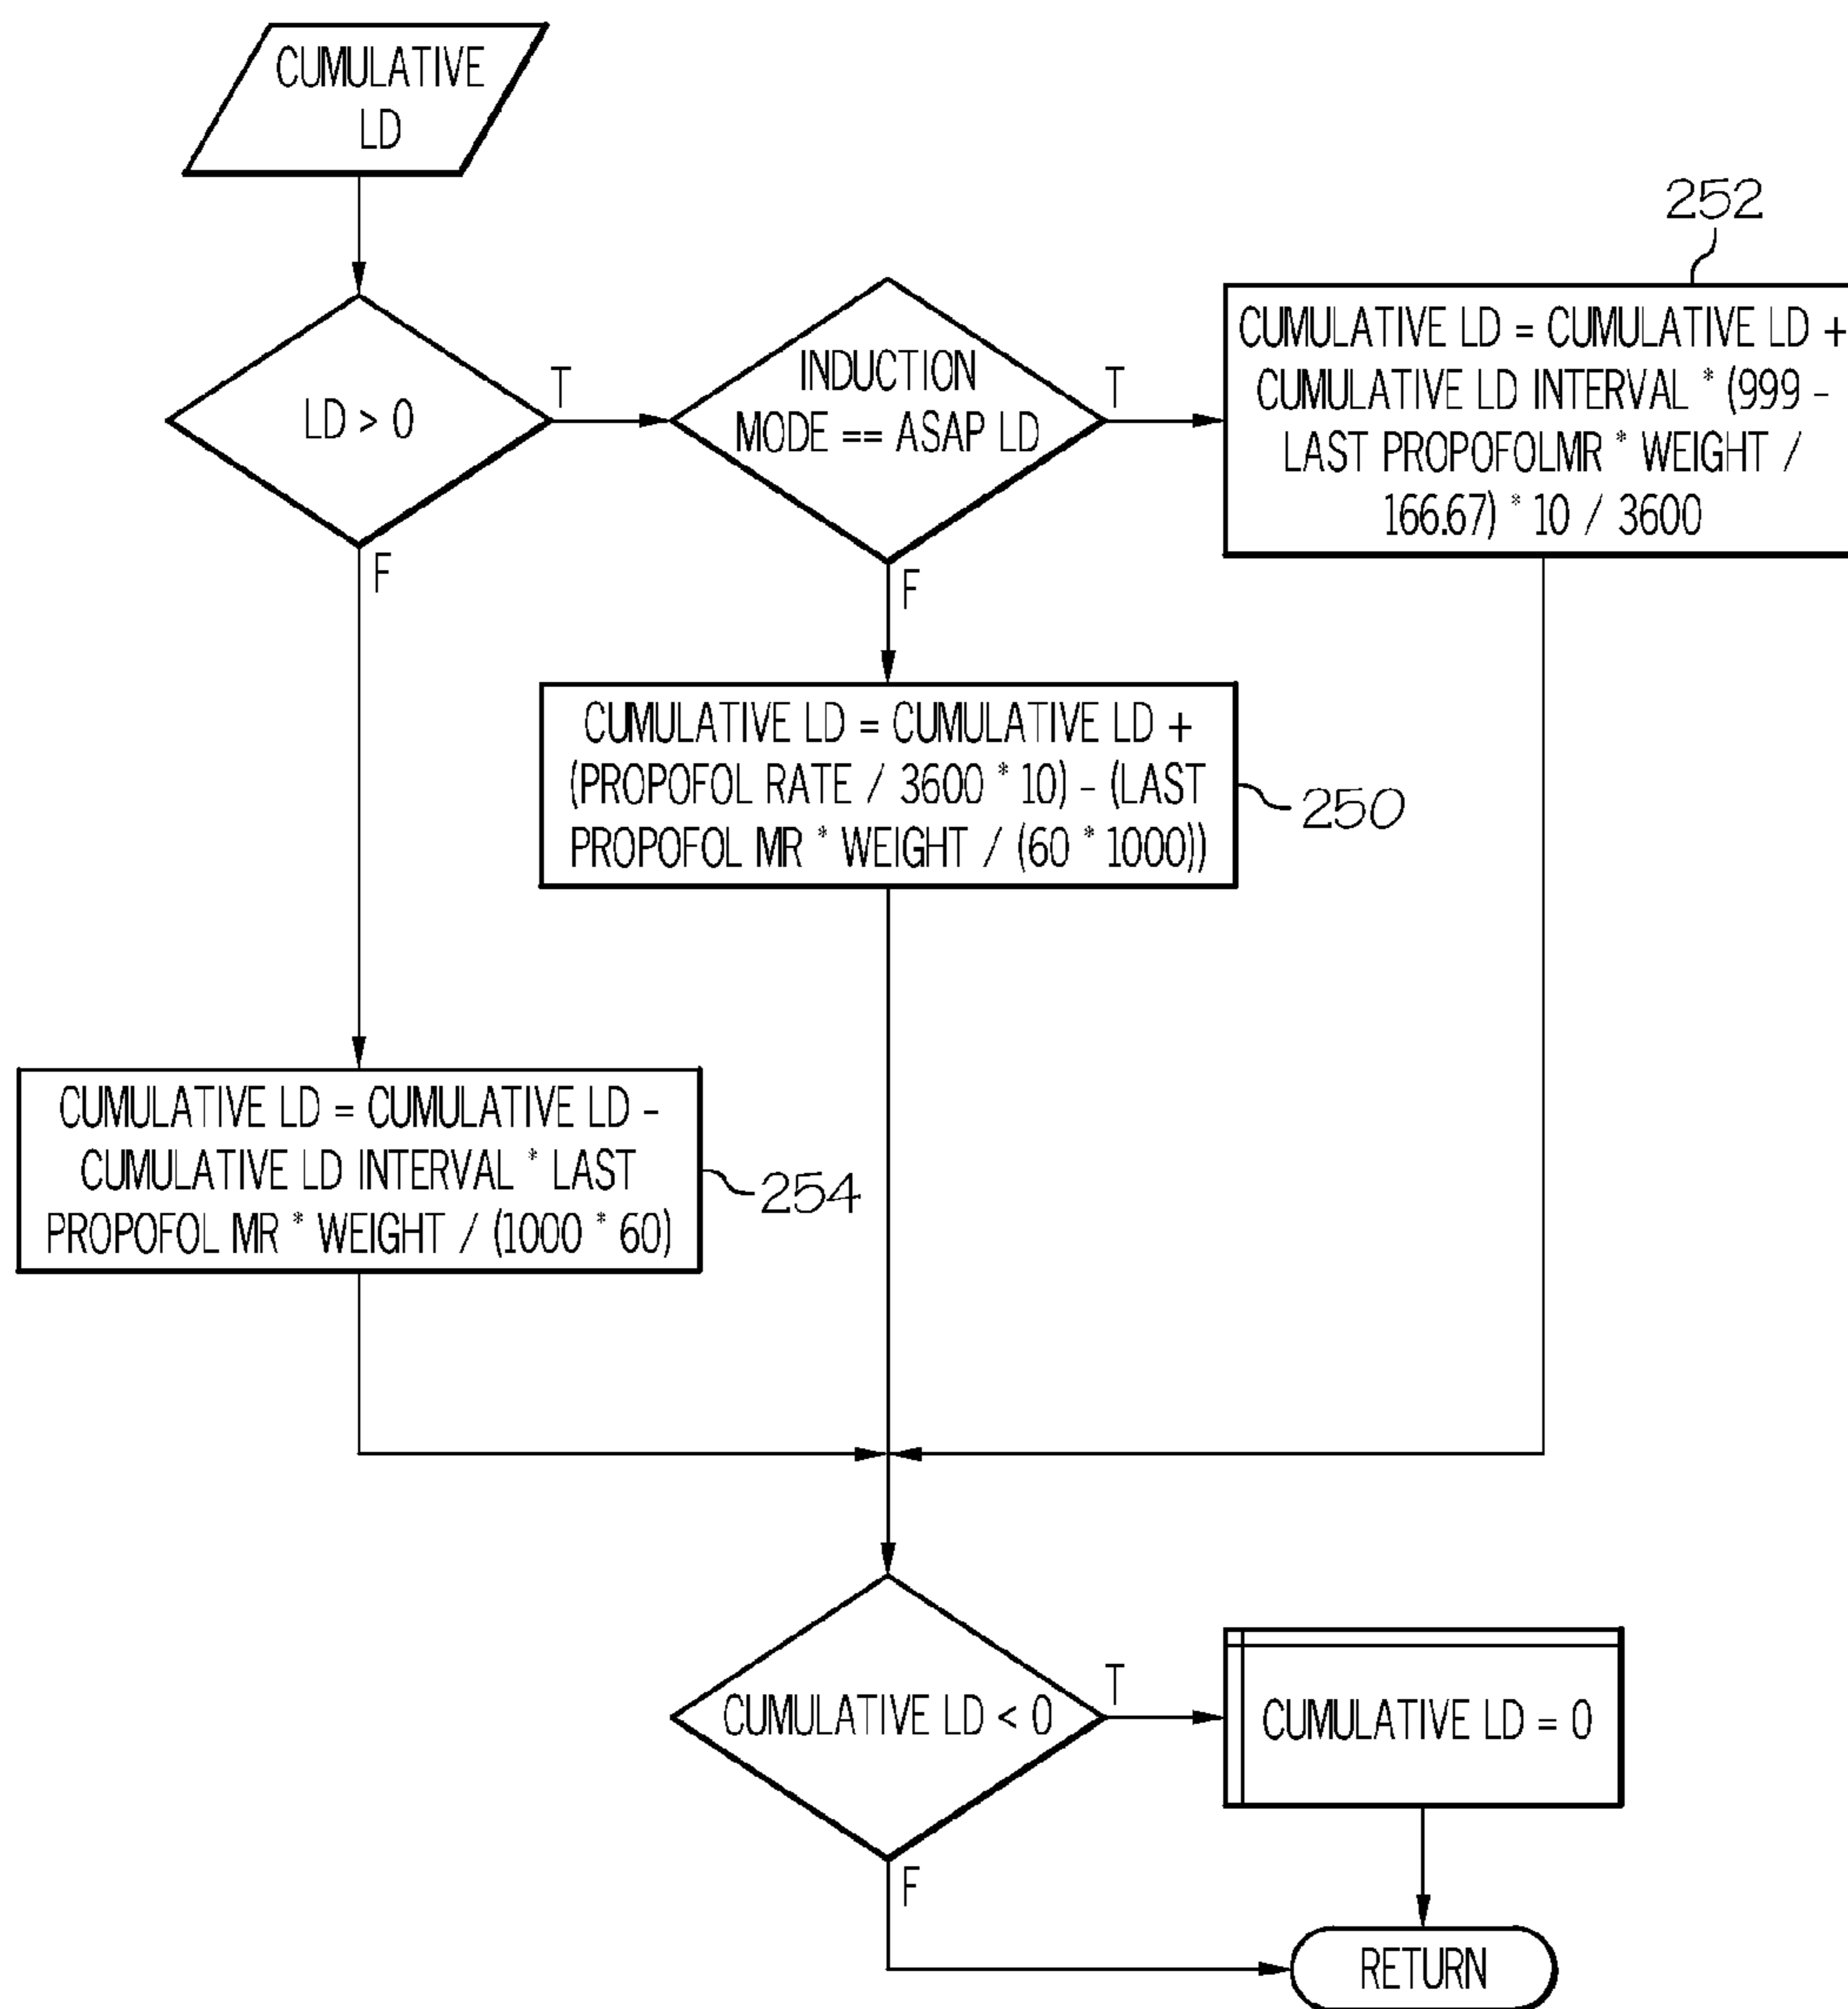 CUMULATIVE
LD
252
LD > 0
T
F
INDUCTION
MODE == ASAP LD
T
F
CUMULATIVE LD = CUMULATIVE LD +
CUMULATIVE LD INTERVAL * (999 -
LAST PROPOFOLMR * WEIGHT /
166.67) * 10 / 3600
CUMULATIVE LD = CUMULATIVE LD +
(PROPOFOL RATE / 3600 * 10) - (LAST
PROPOFOL MR * WEIGHT / (60 * 1000))
250
CUMULATIVE LD = CUMULATIVE LD -
CUMULATIVE LD INTERVAL * LAST
PROPOFOL MR * WEIGHT / (1000 * 60)
254
CUMULATIVE LD < 0
T
F
CUMULATIVE LD = 0
RETURN